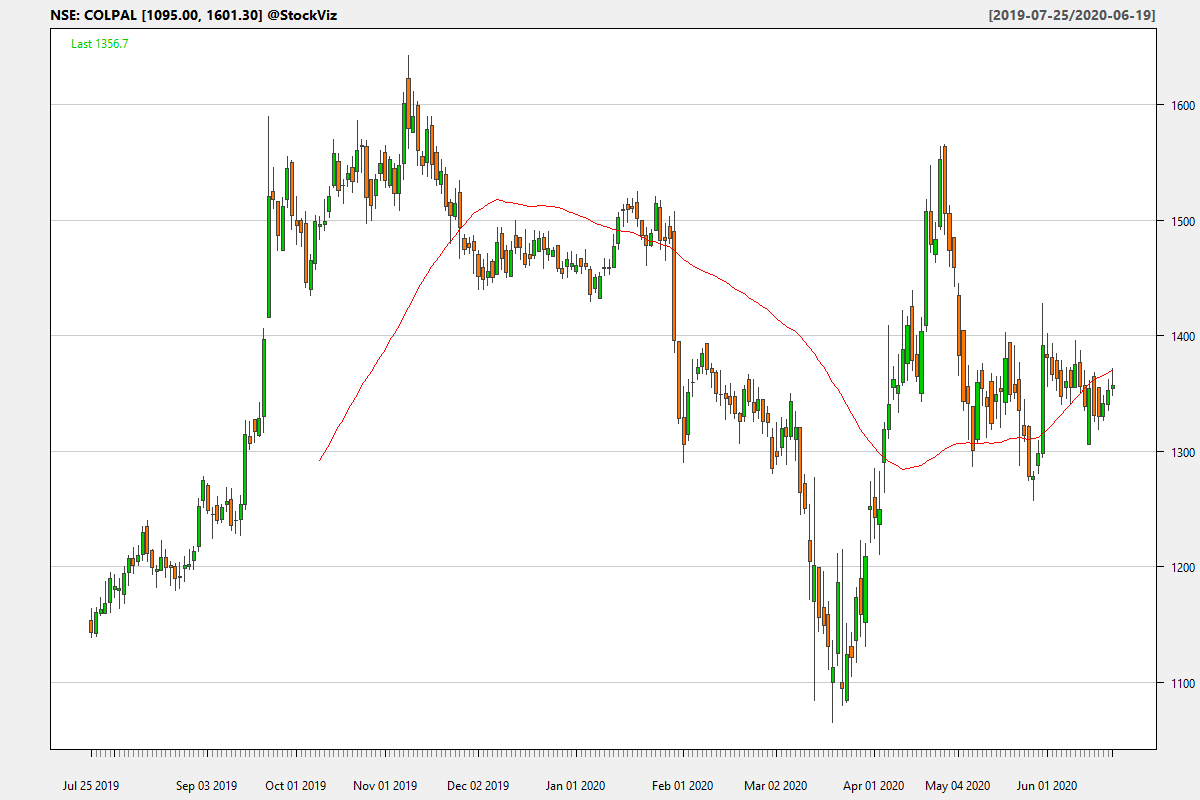 NSE: COLPAL [1095.00, 1601.30] @StockViz [2019-07-25/2020-06-19]
Last 1356.7
1600
1500
1400
1300
1200
1100
Jul 25 2019 Sep 03 2019 Oct 01 2019 Nov 01 2019 Dec 02 2019 Jan 01 2020 Feb 01 2020 Mar 02 2020 Apr 01 2020 May 04 2020 Jun 01 2020